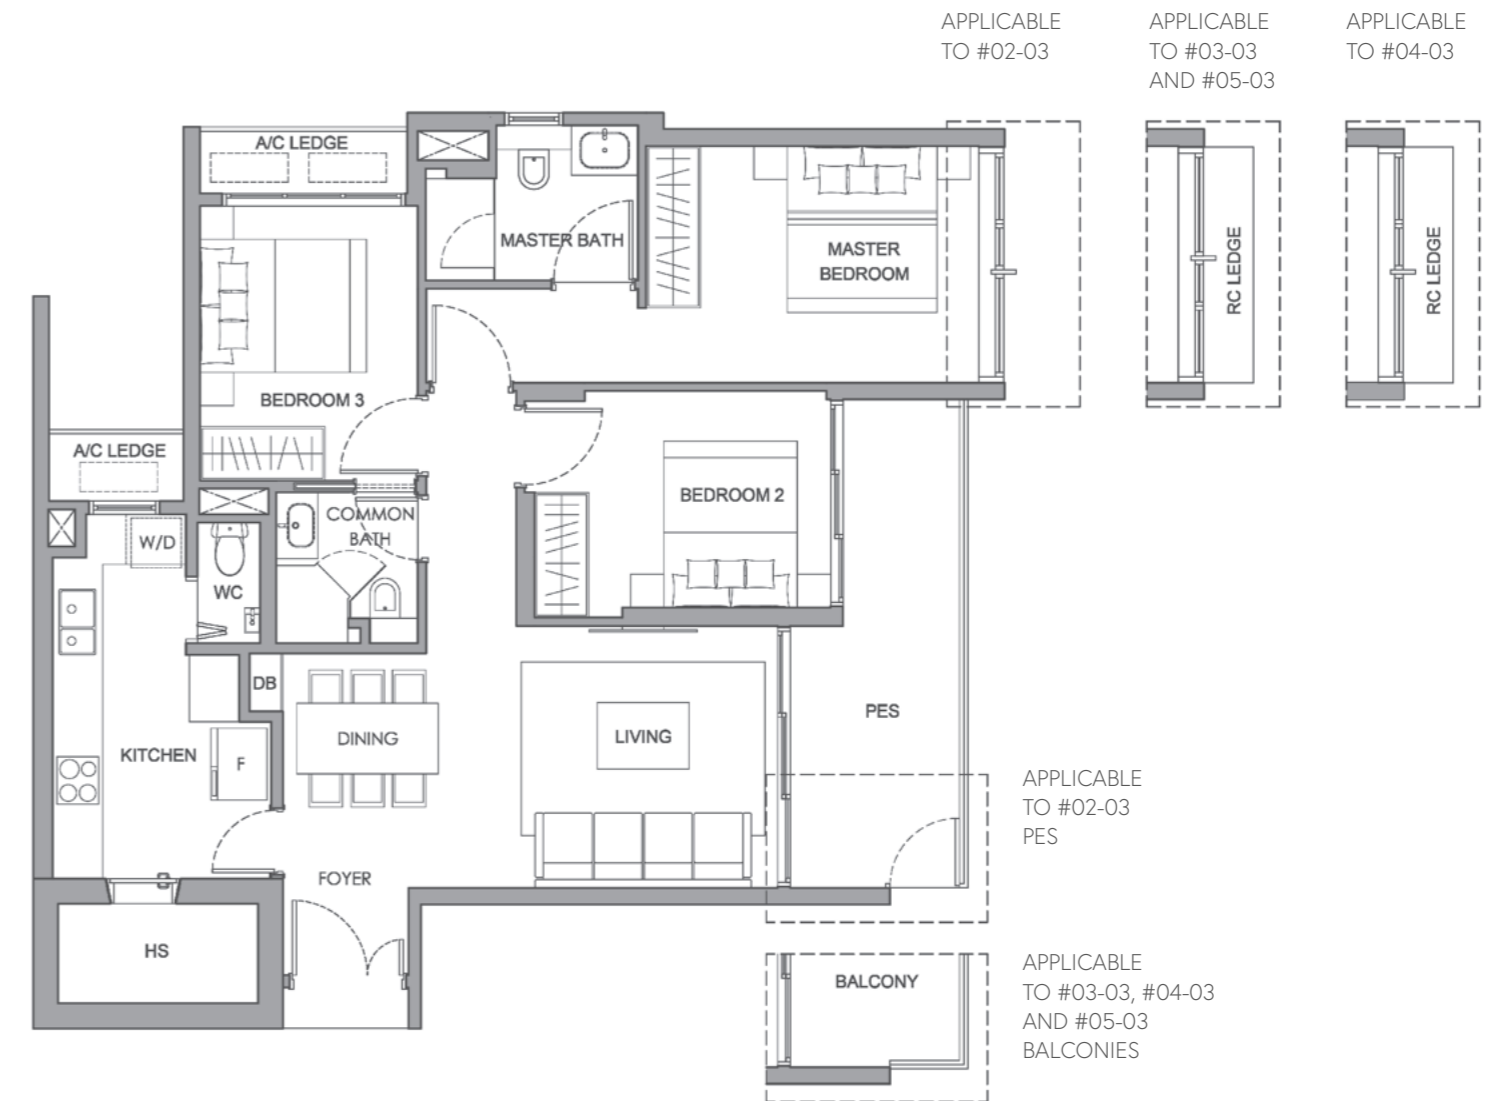 APPLICABLE
TO #02-03
APPLICABLE
TO #03-03
AND #05-03
APPLICABLE
TO #04-03
A/C LEDGE
MASTER BATH
MASTER
BEDROOM
RC LEDGE
RC LEDGE
BEDROOM 3
A/C LEDGE
BEDROOM 2
COMMON
BATH
W/D
WC
DB
DINING
LIVING
PES
KITCHEN
F
APPLICABLE
TO #02-03
PES
FOYER
HS
BALCONY
APPLICABLE
TO #03-03, #04-03
AND #05-03
BALCONIES